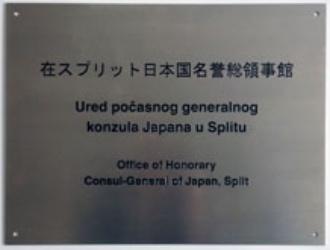 在スプリット日本国名誉総領事館
Ured počasnog generalnog
konzula Japana u Splitu
Office of Honorary
Consul-General of Japan, Split